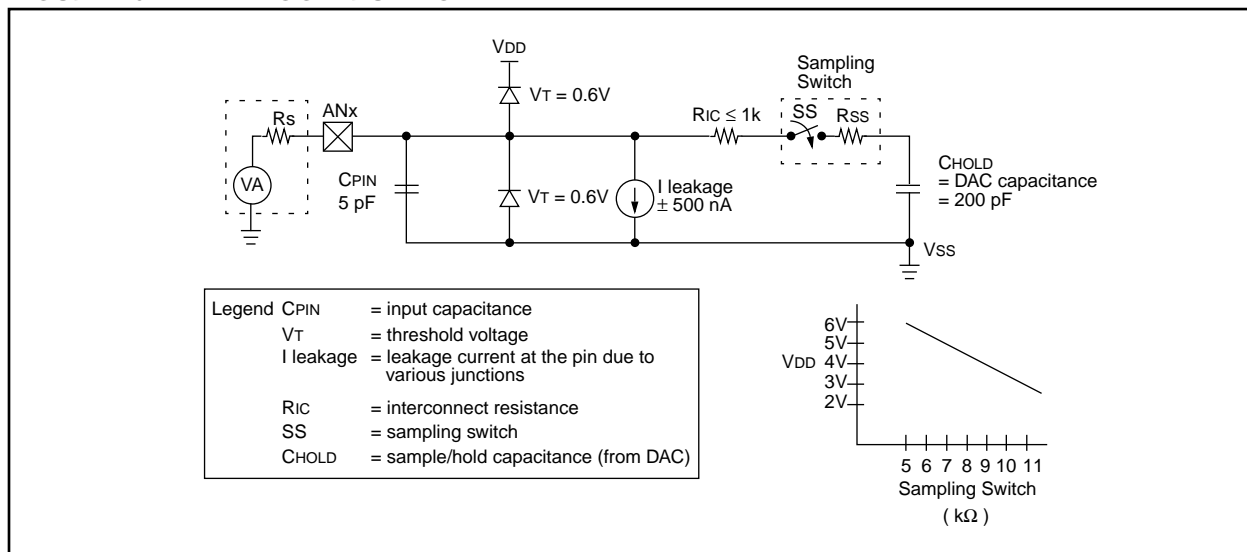 VDD
Sampling
Switch
VT = 0.6V
ANx
RS
RIC ≤ 1k
SS
RSS
VA
CPIN
5 pF
VT = 0.6V
I leakage
± 500 nA
CHOLD
= DAC capacitance
= 200 pF
VSS
Legend CPIN = input capacitance
VT = threshold voltage
I leakage = leakage current at the pin due to
various junctions
RIC = interconnect resistance
SS = sampling switch
CHOLD = sample/hold capacitance (from DAC)
6V
5V
VDD 4V
3V
2V
5 6 7 8 9 10 11
Sampling Switch
( kΩ )